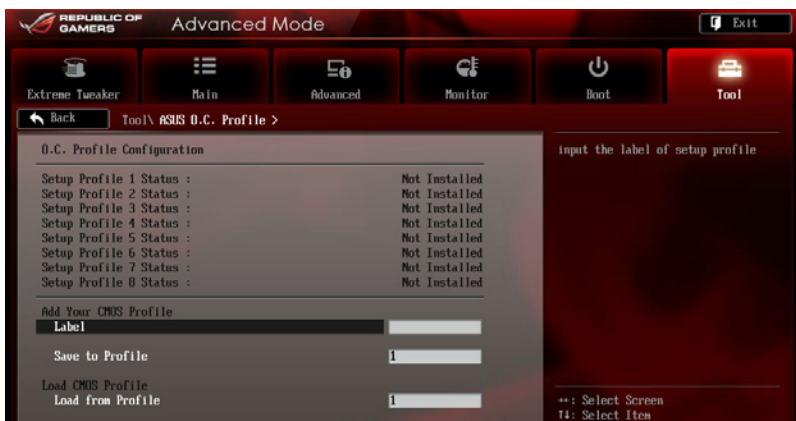 REPUBLIC OF
GAMERS
Advanced Mode
Exit
Extreme Tweaker
Main
Advanced
Monitor
Boot
Tool
Back
Tool\ ASUS O.C. Profile >
O.C. Profile Configuration
input the label of setup profile
Setup Profile 1 Status : Not Installed
Setup Profile 2 Status : Not Installed
Setup Profile 3 Status : Not Installed
Setup Profile 4 Status : Not Installed
Setup Profile 5 Status : Not Installed
Setup Profile 6 Status : Not Installed
Setup Profile 7 Status : Not Installed
Setup Profile 8 Status : Not Installed
Add Your CMOS Profile
Label
Save to Profile 1
Load CMOS Profile
Load from Profile 1
→←: Select Screen
↑↓: Select Item